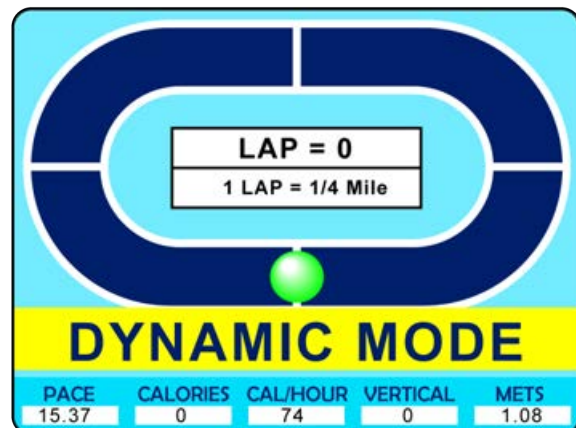 LAP = 0
1 LAP = 1/4 Mile
DYNAMIC MODE
PACE CALORIES CAL/HOUR VERTICAL METS
15.37 0 74 0 1.08